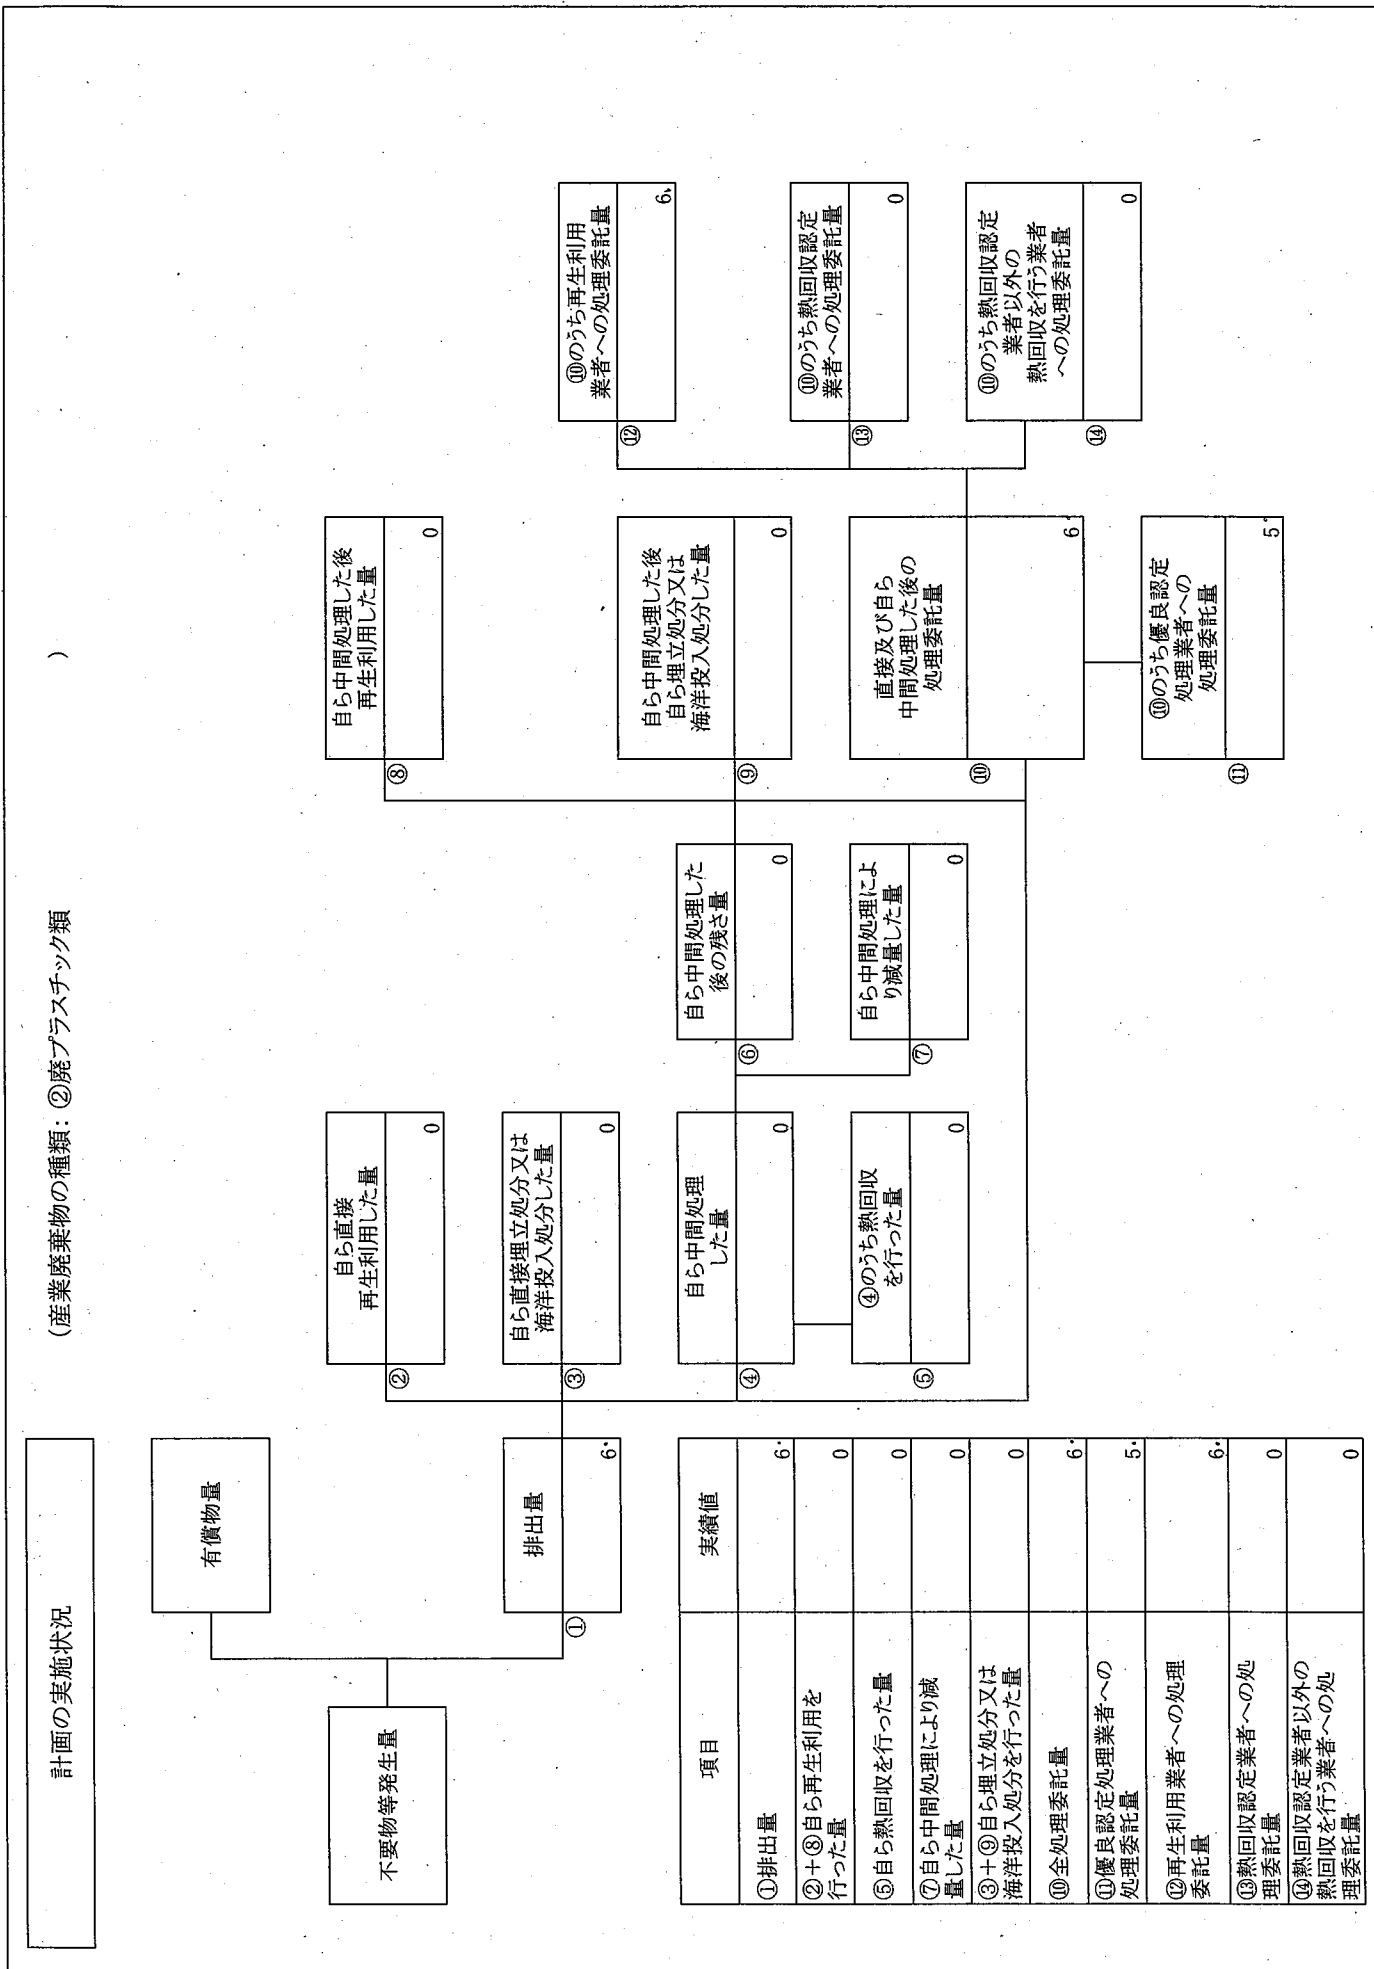 計画の実施状況
(産業廃棄物の種類：②廃プラスチック類
)
不要物等発生量
有償物量
①
排出量
6
②
自ら直接
再生利用した量
0
③
自ら直接埋立処分又は
海洋投入処分した量
0
④
自ら中間処理
した量
0
⑤
④のうち熱回収
を行った量
0
⑥
自ら中間処理した
後の残さ量
0
⑦
自ら中間処理によ
り減量した量
0
⑧
自ら中間処理した後
再生利用した量
0
⑨
自ら中間処理した後
自ら埋立処分又は
海洋投入処分した量
0
⑩
直接及び自ら
中間処理した後の
処理委託量
6
⑪
⑩のうち優良認定
処理業者への
処理委託量
5
⑫
⑩のうち再生利用
業者への処理委託量
6
⑬
⑩のうち熱回収認定
業者への処理委託量
0
⑭
⑩のうち熱回収認定
業者以外の
熱回収を行う業者
への処理委託量
0
項目 実績値
①排出量 6
②＋⑧自ら再生利用を
行った量 0
⑤自ら熱回収を行った量 0
⑦自ら中間処理により減
量した量 0
③＋⑨自ら埋立処分又は
海洋投入処分を行った量 0
⑩全処理委託量 6
⑪優良認定処理業者への
処理委託量 5
⑫再生利用業者への処理
委託量 6
⑬熱回収認定業者への処
理委託量 0
⑭熱回収認定業者以外の
熱回収を行う業者への処
理委託量 0